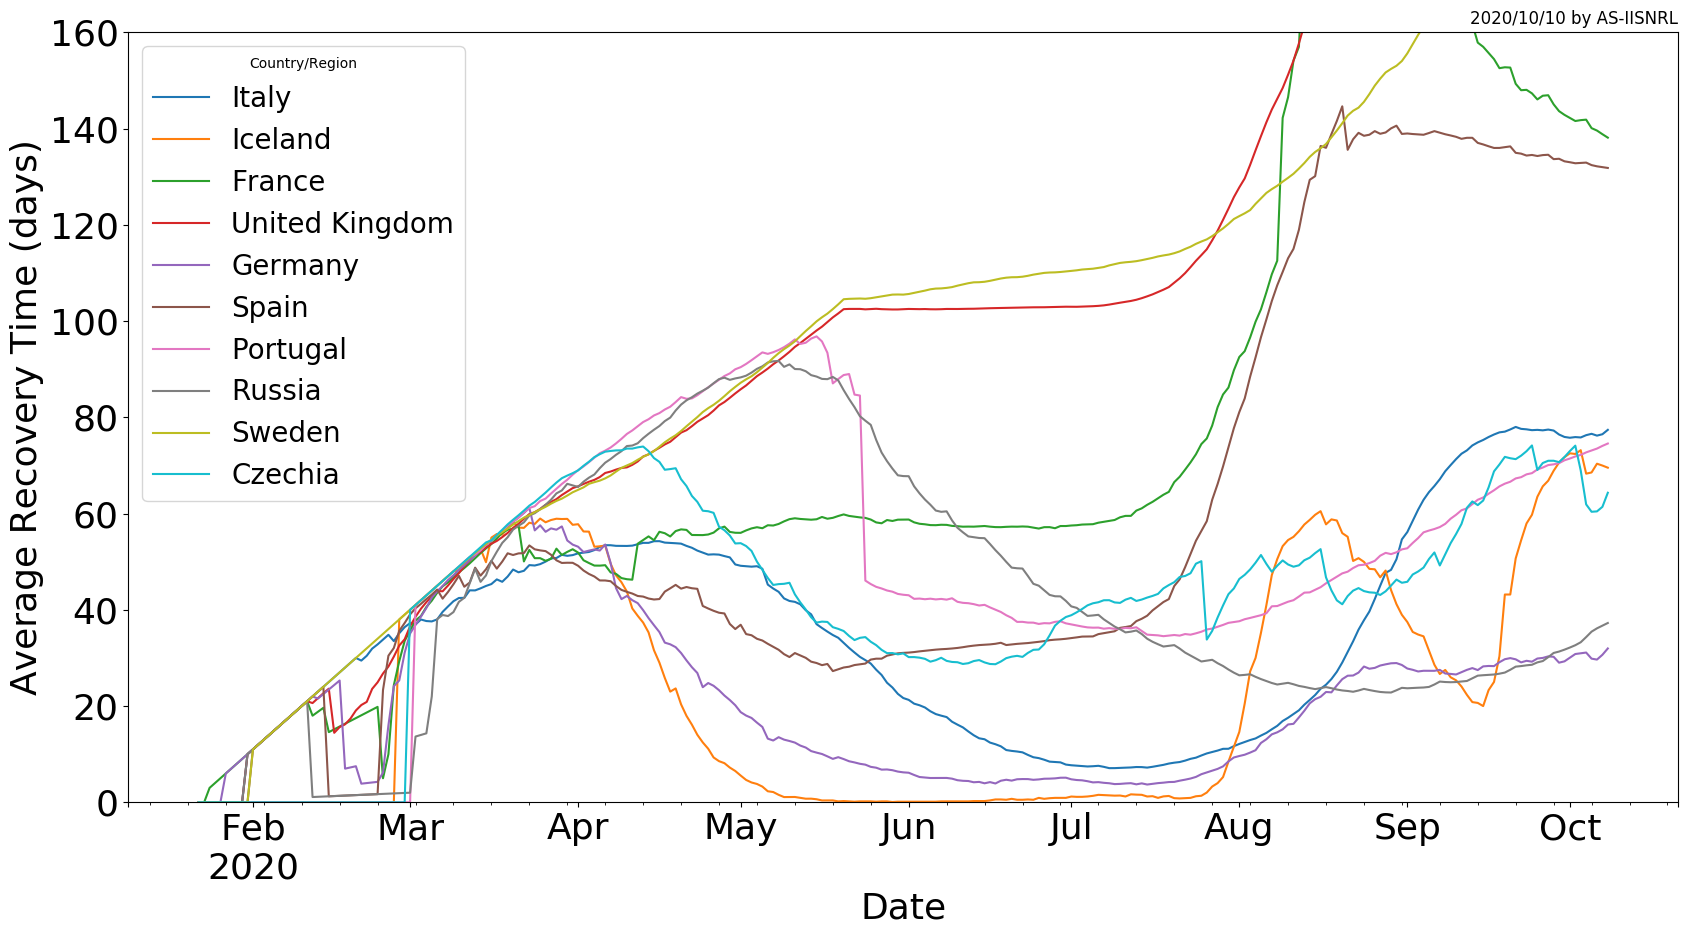 2020/10/10 by AS-IISNRL
Average Recovery Time (days)
160
140
120
100
80
60
40
20
0
Country/Region
Italy
Iceland
France
United Kingdom
Germany
Spain
Portugal
Russia
Sweden
Czechia
Feb Mar Apr May Jun Jul Aug Sep Oct
2020
Date